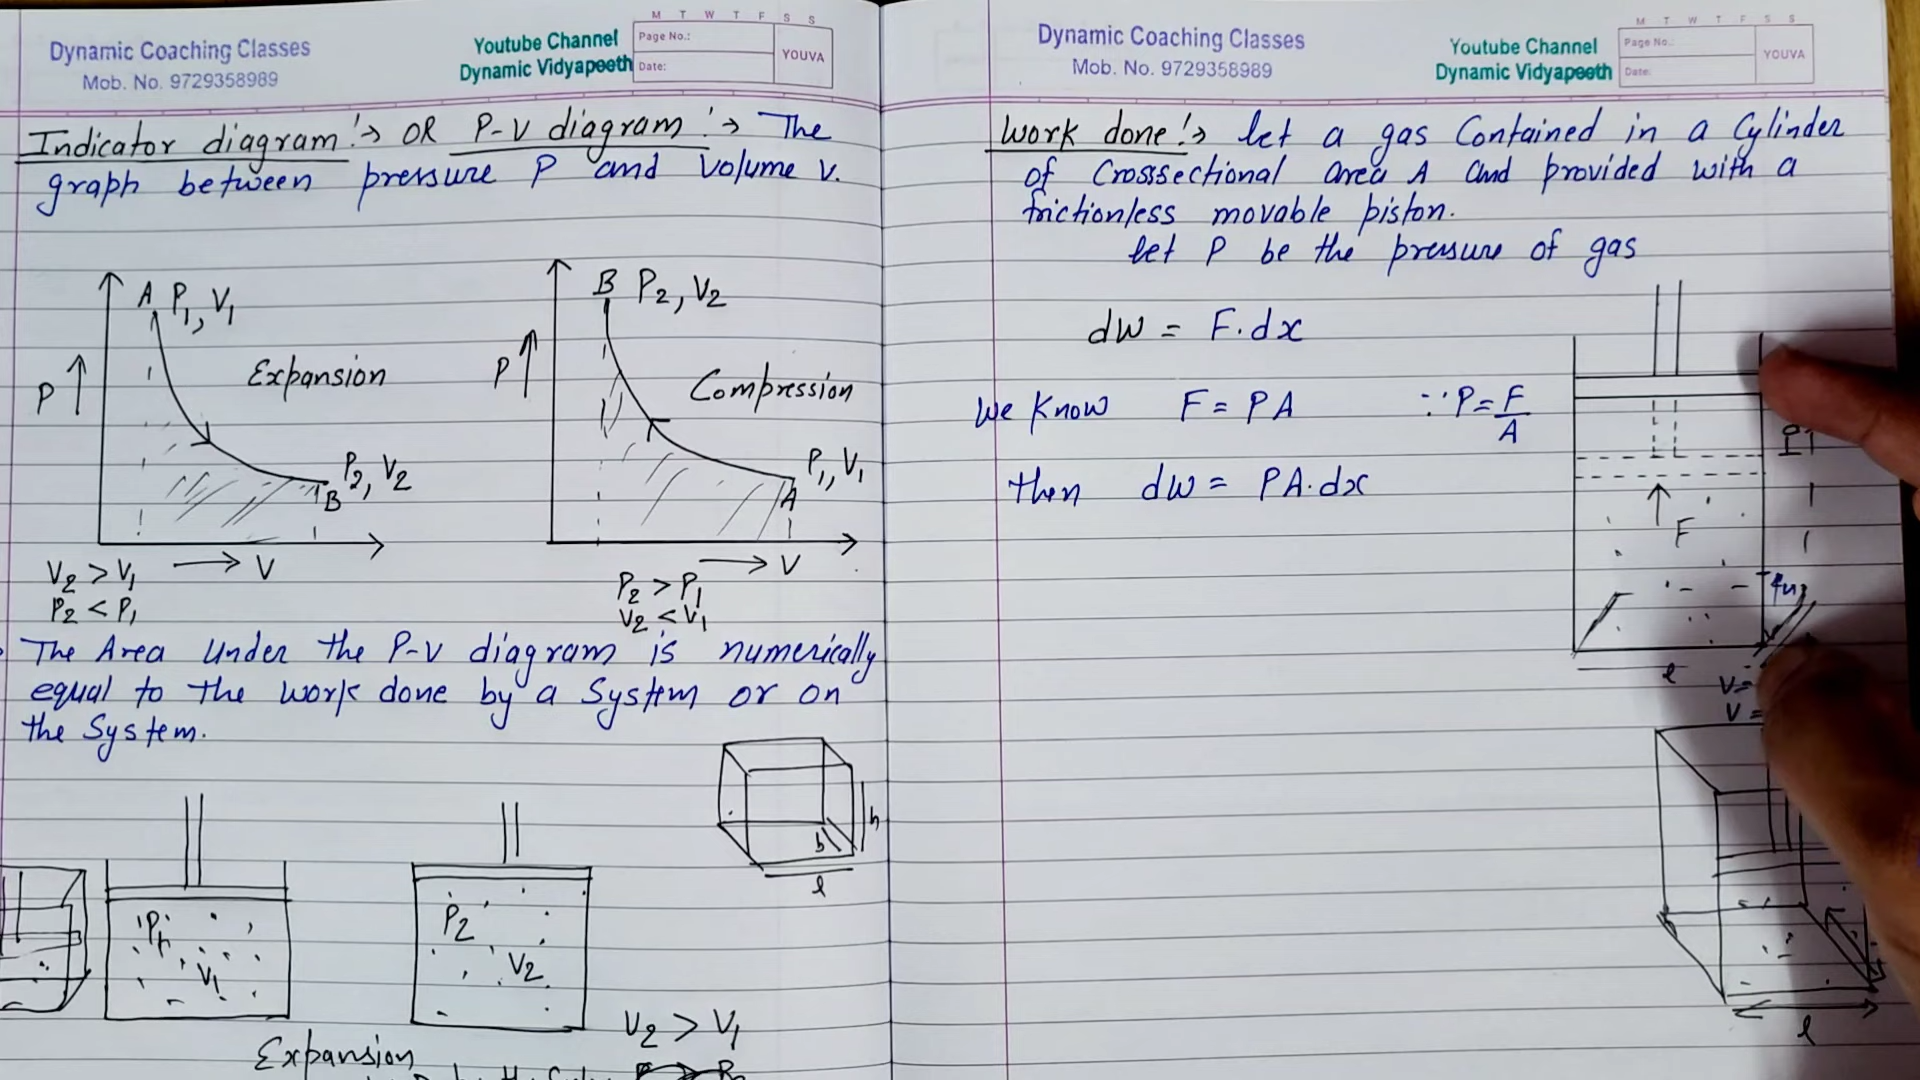 Dynamic Coaching Classes
Mob. No. 9729358989
Youtube Channel
Dynamic Vidyapeeth
M T W T F S S
Page No.:
Date:
YOUVA
Indicator diagram :→ OR P-V diagram :→ The
graph between pressure P and volume V.
A P1, V1
Expansion
P
P2, V2
B
V
V2 > V1
P2 < P1
B P2, V2
P
Compression
P1, V1
A
V
P2 > P1
V2 < V1
The Area Under the P-V diagram is numerically
equal to the work done by a System or on
the System.
h
b
l
P1
V1
P2
V2
V2 > V1
Expansion
Dynamic Coaching Classes
Mob. No. 9729358989
Youtube Channel
Dynamic Vidyapeeth
M T W T F S S
Page No.:
Date:
YOUVA
Work done :→ let a gas Contained in a Cylinder
of Crosssectional area A and provided with a
frictionless movable piston.
let P be the pressure of gas
dw = F.dx
We Know F = PA ∵ P = F/A
then dw = PA.dx
F
l
V =
V =
l